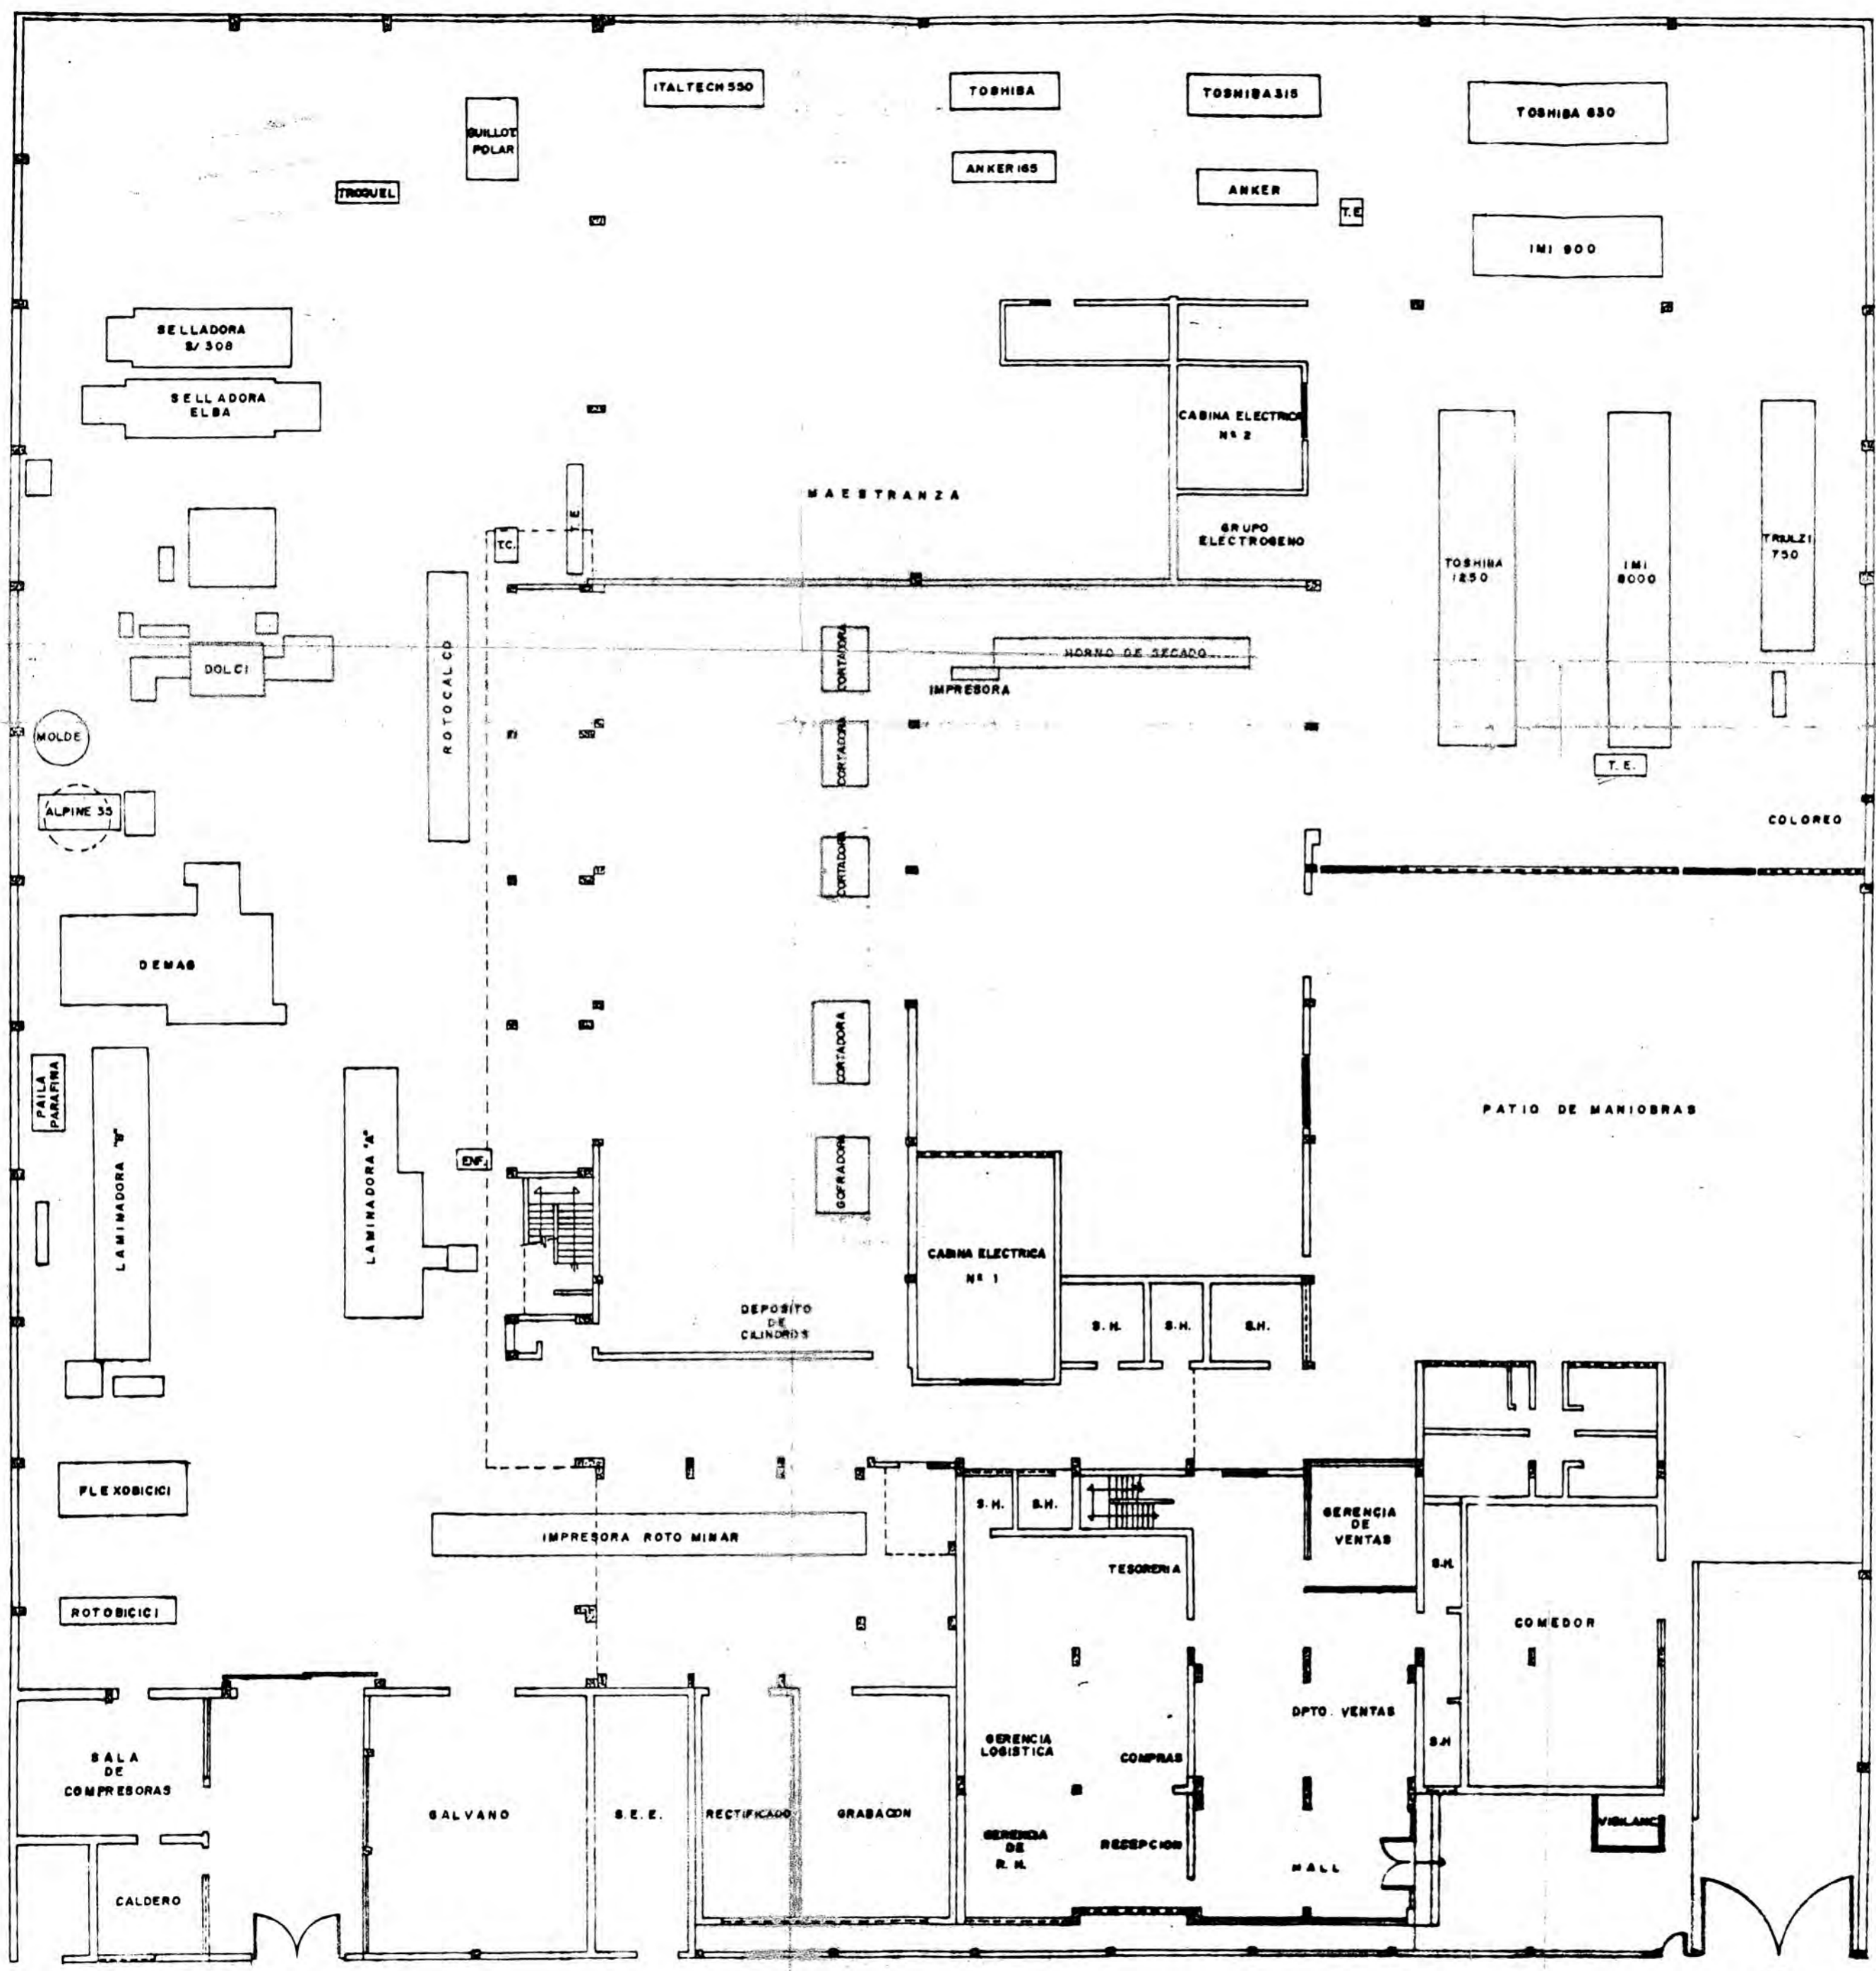 ITALTECH 550
TOSHIBA
TOSHIBA 315
TOSHIBA 650
GUILLOT
POLAR
TROQUEL
ANKER 165
ANKER
T.E
IMI 900
SELLADORA
S/ 308
SELLADORA
ELBA
CABINA ELECTRICA
Nº 2
MAESTRANZA
GRUPO
ELECTROGENO
T.E
T.C.
TOSHIBA
1250
IMI
8000
TRIULZI
750
ROTOCALCO
DOLCI
CORTADORA
HORNO DE SECADO
IMPRESORA
MOLDE
CORTADORA
T. E.
ALPINE 35
CORTADORA
COLOREO
DEMAG
CORTADORA
PAILA
PARAFINA
LAMINADORA "B"
LAMINADORA "A"
ENF.
GOFRADORA
PATIO DE MANIOBRAS
CABINA ELECTRICA
Nº 1
DEPOSITO
DE
CILINDROS
S. H.
S.H.
S.H.
FLEXOBICICI
IMPRESORA ROTO MINAR
S.H.
S.H.
GERENCIA
DE
VENTAS
TESORERIA
S.H.
ROTOBICICI
COMEDOR
DPTO. VENTAS
GERENCIA
LOGISTICA
COMPRAS
S.H
SALA
DE
COMPRESORAS
GALVANO
S. E. E.
RECTIFICADO
GRABACION
GERENCIA
DE
R. H.
RECEPCION
HALL
VIGILANC
CALDERO